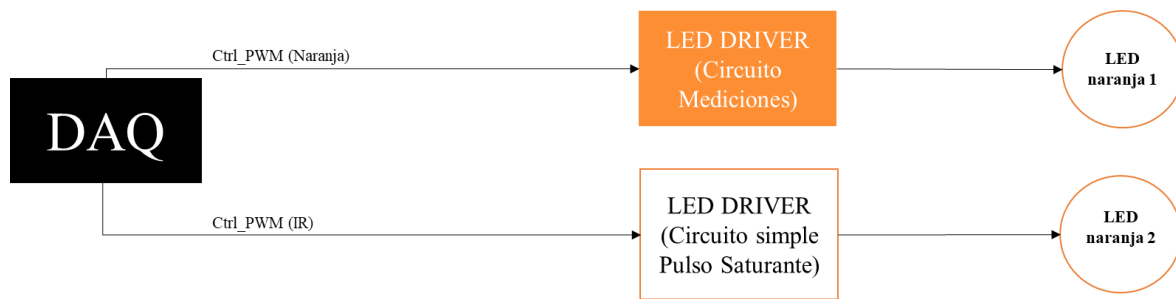 Ctrl_PWM (Naranja)
LED DRIVER
(Circuito
Mediciones)
LED
naranja 1
DAQ
Ctrl_PWM (IR)
LED DRIVER
(Circuito simple
Pulso Saturante)
LED
naranja 2